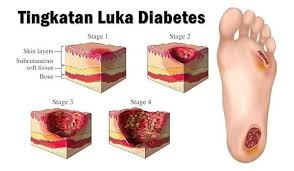 Tingkatan Luka Diabetes
Stage 1
Stage 2
Skin layers
Subcutaneous
soft tissue
Bone
Stage 3
Stage 4